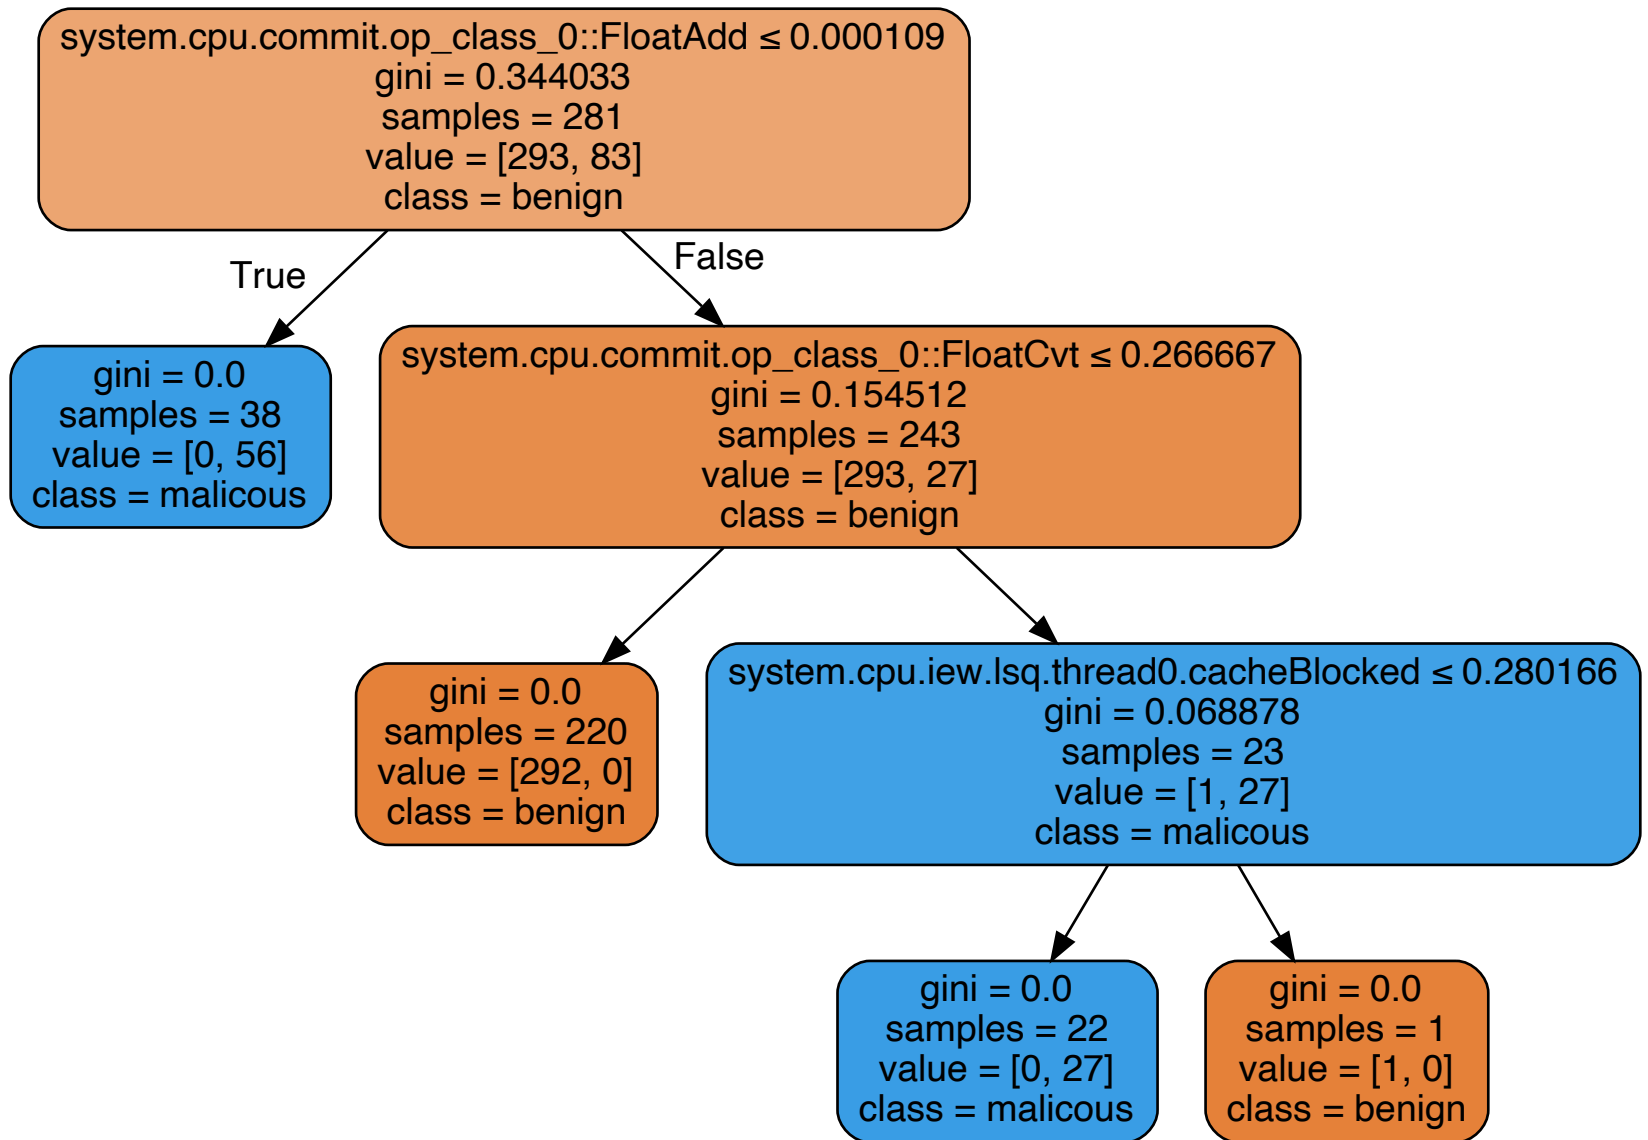 system.cpu.commit.op_class_0::FloatAdd ≤ 0.000109
gini = 0.344033
samples = 281
value = [293, 83]
class = benign
True
False
gini = 0.0
samples = 38
value = [0, 56]
class = malicous
system.cpu.commit.op_class_0::FloatCvt ≤ 0.266667
gini = 0.154512
samples = 243
value = [293, 27]
class = benign
gini = 0.0
samples = 220
value = [292, 0]
class = benign
system.cpu.iew.lsq.thread0.cacheBlocked ≤ 0.280166
gini = 0.068878
samples = 23
value = [1, 27]
class = malicous
gini = 0.0
samples = 22
value = [0, 27]
class = malicous
gini = 0.0
samples = 1
value = [1, 0]
class = benign